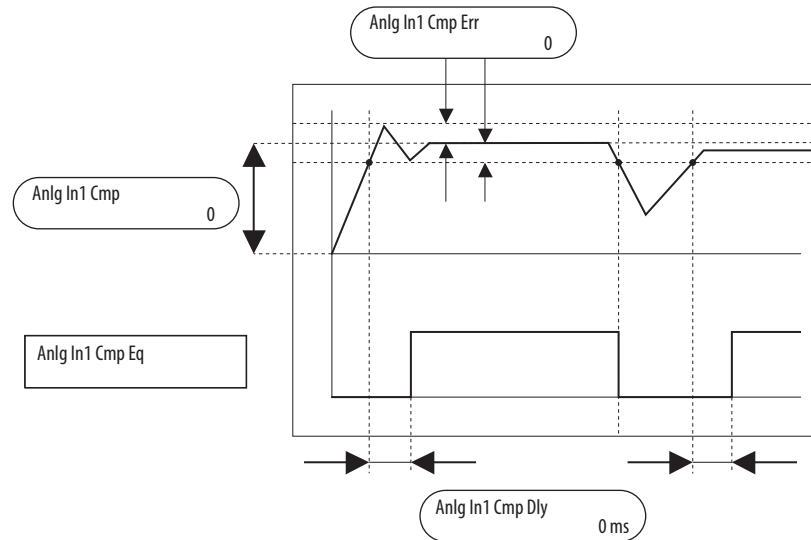 Anlg In1 Cmp Err
0
Anlg In1 Cmp
0
Anlg In1 Cmp Eq
Anlg In1 Cmp Dly
0 ms